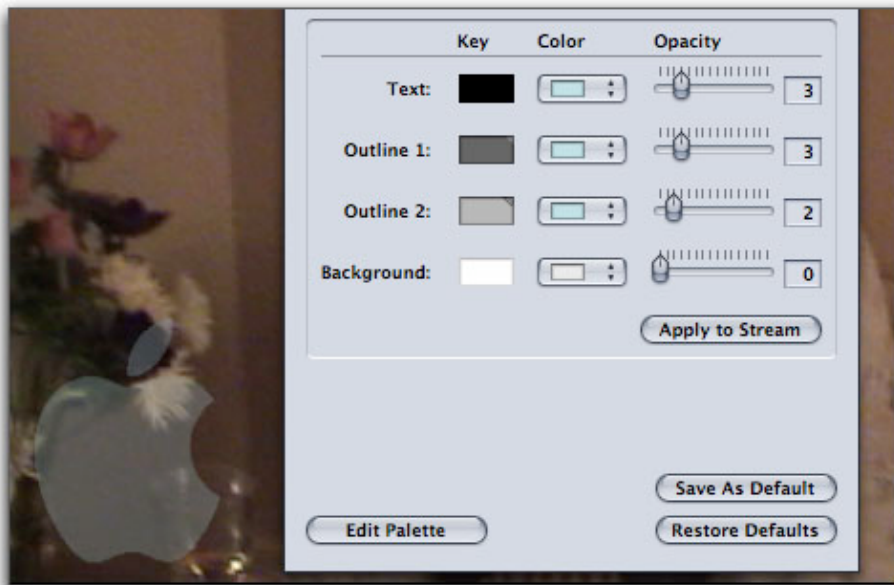 Key Color Opacity
Text: 3
Outline 1: 3
Outline 2: 2
Background: 0
Apply to Stream
Save As Default
Edit Palette Restore Defaults